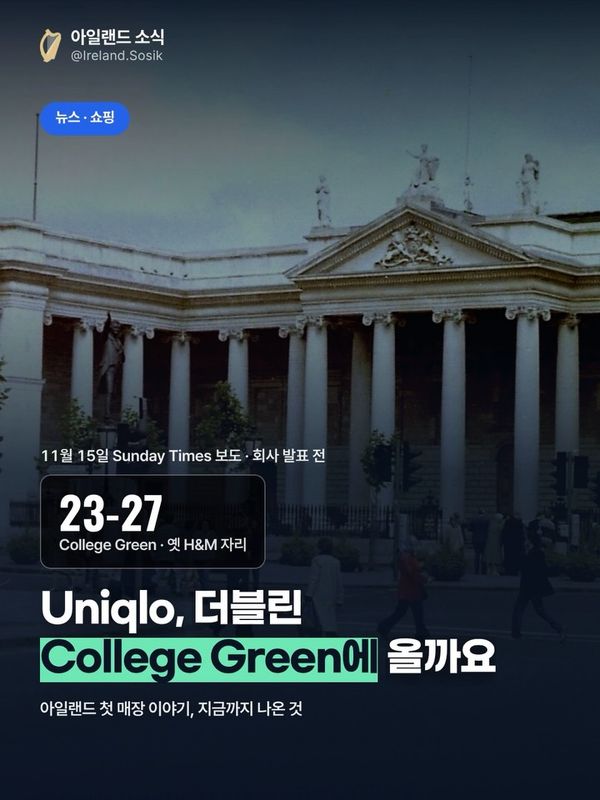 아일랜드 소식
@Ireland.Sosik
뉴스 · 쇼핑
11월 15일 Sunday Times 보도 · 회사 발표 전
23-27
College Green · 옛 H&M 자리
Uniqlo, 더블린
College Green에 올까요
아일랜드 첫 매장 이야기, 지금까지 나온 것